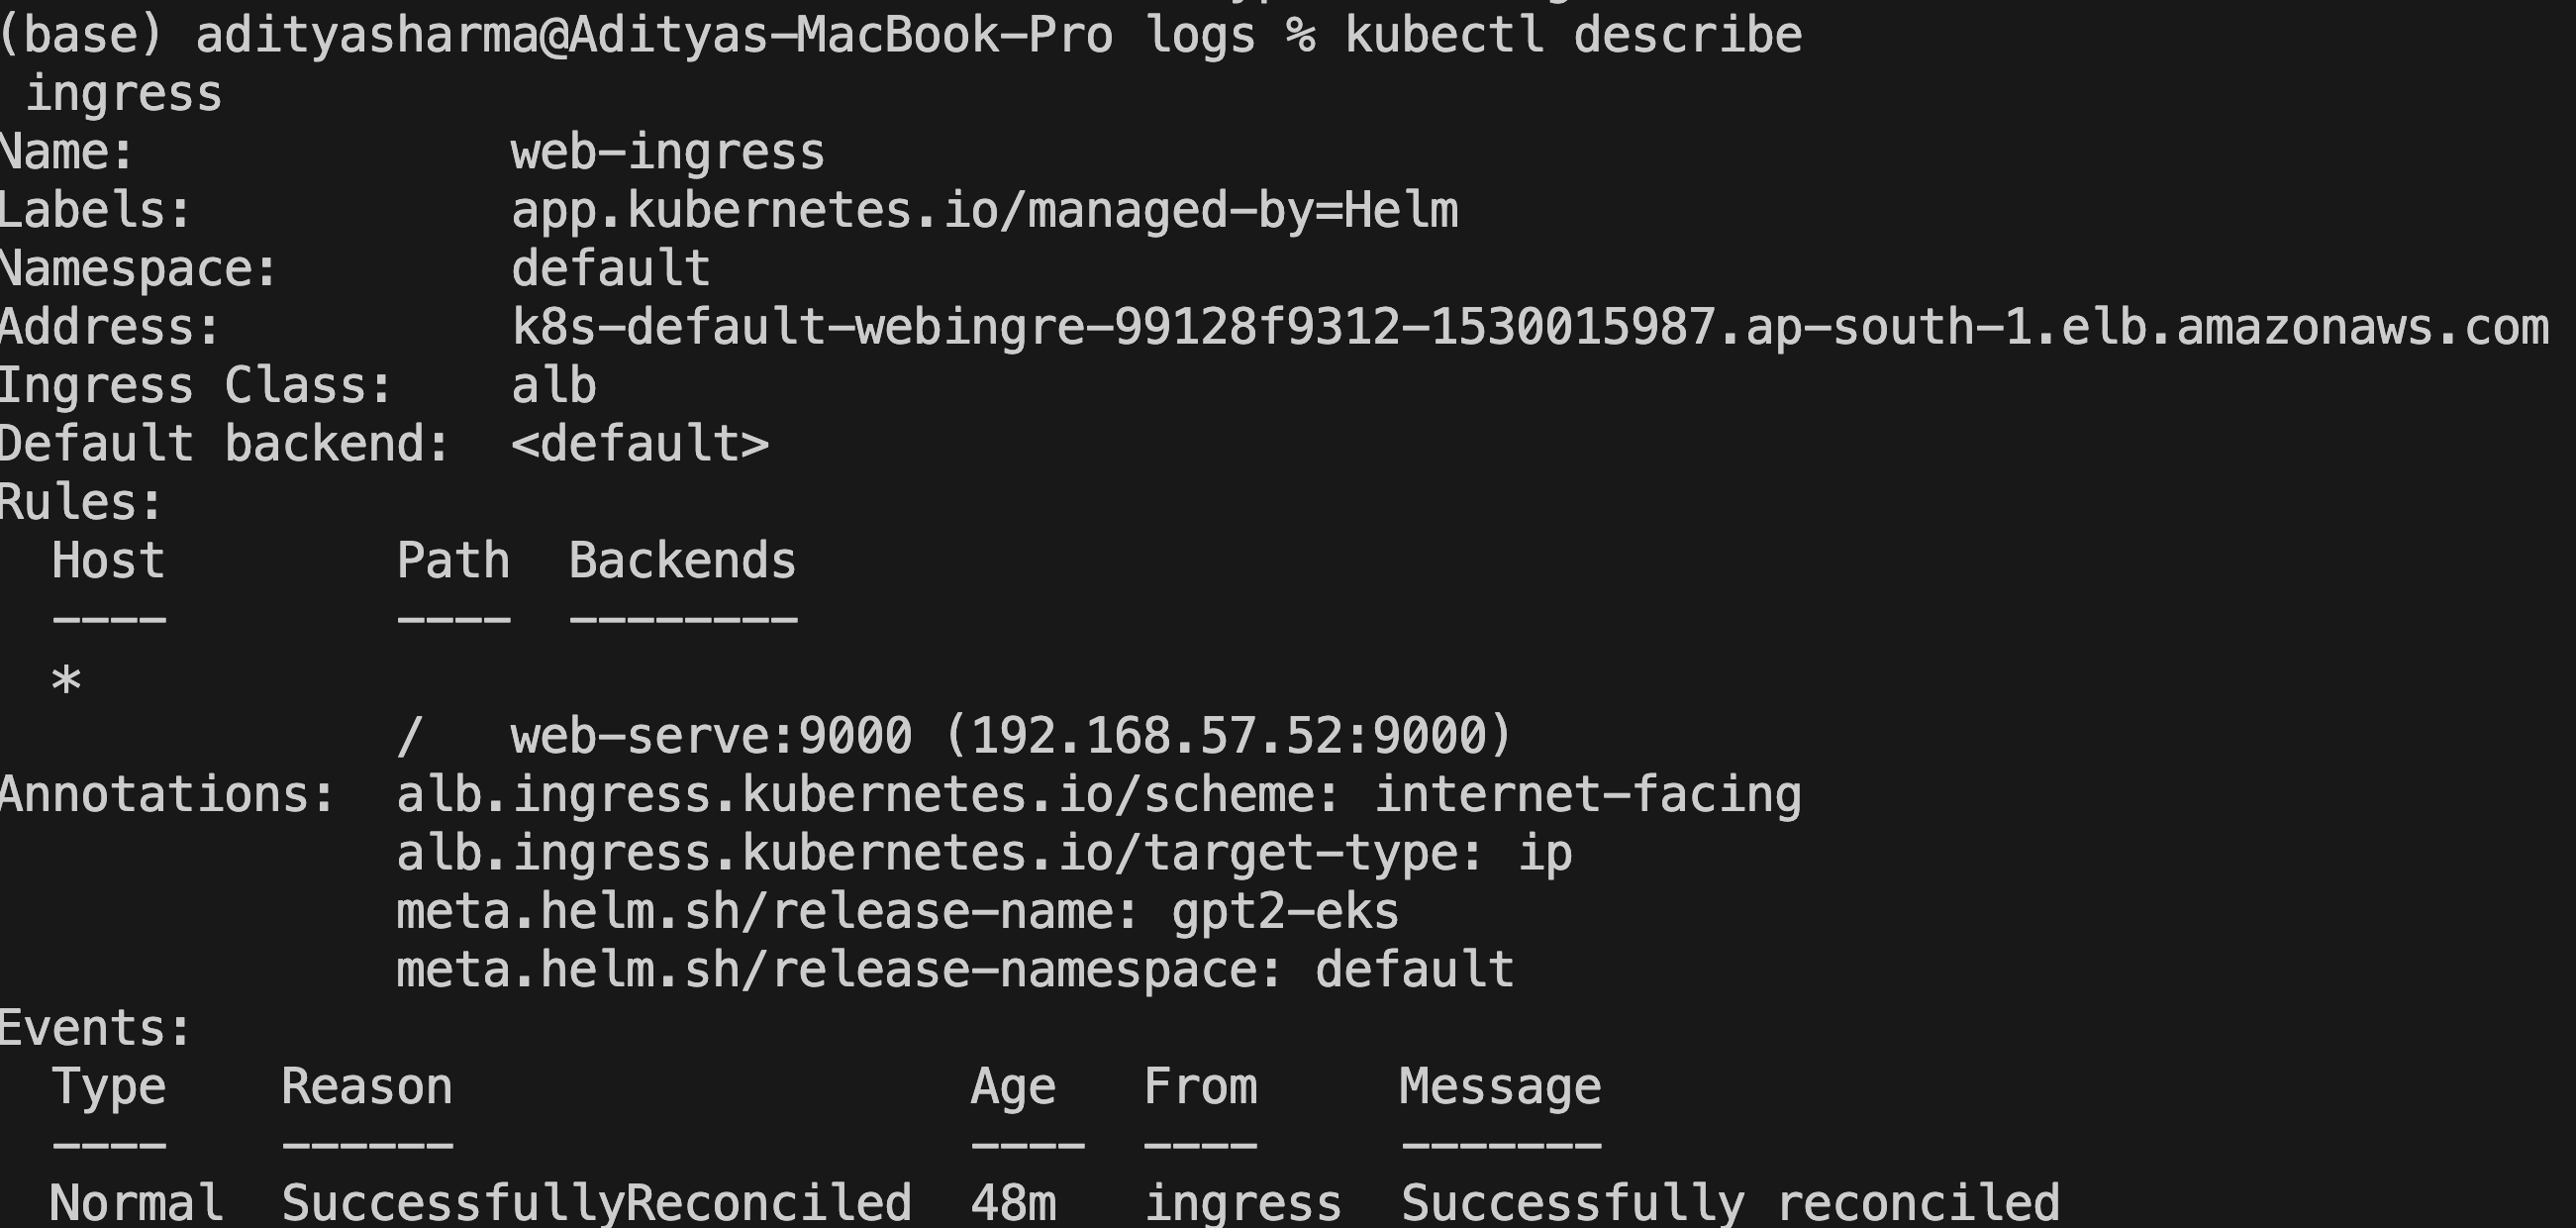 (base) adityasharma@Adityas-MacBook-Pro logs % kubectl describe
 ingress
Name:             web-ingress
Labels:           app.kubernetes.io/managed-by=Helm
Namespace:        default
Address:          k8s-default-webingre-99128f9312-1530015987.ap-south-1.elb.amazonaws.com
Ingress Class:    alb
Default backend:  <default>
Rules:
  Host        Path  Backends
  ----        ----  --------
  *
              /   web-serve:9000 (192.168.57.52:9000)
Annotations:  alb.ingress.kubernetes.io/scheme: internet-facing
              alb.ingress.kubernetes.io/target-type: ip
              meta.helm.sh/release-name: gpt2-eks
              meta.helm.sh/release-namespace: default
Events:
  Type    Reason                  Age   From     Message
  ----    ------                  ----  ----     -------
  Normal  SuccessfullyReconciled  48m   ingress  Successfully reconciled